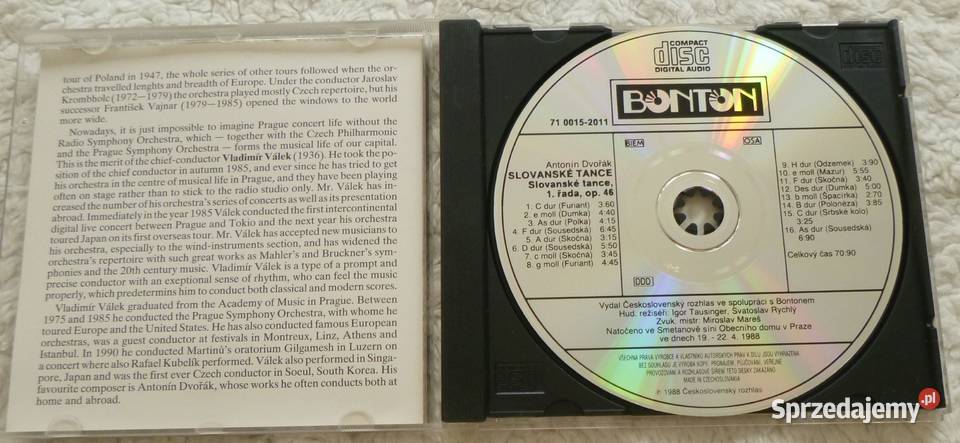 tour of Poland in 1947, the whole series of other tours followed when the or-
chestra travelled lenghts and breadth of Europe. Under the conductor Jaroslav
Krombholc (1972—1979) the orchestra played mostly Czech repertoire, but his
successor František Vajnar (1979—1985) opened the windows to the world
more wide.
Nowadays, it is just impossible to imagine Prague concert life without the
Radio Symphony Orchestra, which — together with the Czech Philharmonic
and the Prague Symphony Orchestra — forms the musical life of our capital.
This is the merit of the chief-conductor Vladimír Válek (1936). He took the po-
sition of the chief conductor in autumn 1985, and ever since he has tried to get
his orchestra in the centre of musical life in Prague, and they have been playing
often on stage rather than to stick to the radio studio only. Mr. Válek has in-
creased the number of his orchestra's series of concerts as well as its presentation
abroad. Immediately in the year 1985 Válek conducted the first intercontinental
digital live concert between Prague and Tokio and the next year his orchestra
toured Japan on its first overseas tour. Mr. Válek has accepted new musicians to
his orchestra, especially to the wind-instruments section, and has widened the
orchestra's repertoire with such great works as Mahler's and Bruckner's sym-
phonies and the 20th century music. Vladimír Válek is a type of a prompt and
precise conductor with an exeptional sense of rhythm, who can feel the music
properly, which predetermins him to conduct both classical and modern scores.
Vladimír Válek graduated from the Academy of Music in Prague. Between
1975 and 1985 he conducted the Prague Symphony Orchestra, with whome he
toured Europe and the United States. He has also conducted famous European
orchestras, was a guest conductor at festivals in Montreux, Linz, Athens and
Istanbul. In 1990 he conducted Martinů's oratorium Gilgamesh in Luzern on
a concert where also Rafael Kubelík performed. Válek also performed in Singa-
pore, Japan and was the first ever Czech conductor in Soeul, South Korea. His
favourite composer is Antonín Dvořák, whose works he often conducts both at
home and abroad.
COMPACT
disc
DIGITAL AUDIO
BONTON
71 0015-2011
BIEM
OSA
Antonín Dvořák
SLOVANSKÉ TANCE
Slovanské tance,
1. řada, op. 46
1. C dur (Furiant) 3:60
2. e moll (Dumka) 4:40
3. As dur (Polka) 4:15
4. F dur (Sousedská) 6:45
5. A dur (Skočná) 3:15
6. D dur (Sousedská) 5:50
7. c moll (Skočná) 3:45
8. g moll (Furiant) 4:45
9. H dur (Odzemek) 3:90
10. e moll (Mazur) 5:55
11. F dur (Skočná) 3:40
12. Des dur (Dumka) 5:00
13. b moll (Špacírka) 2:70
14. B dur (Poloneza) 3:85
15. C dur (Srbské kolo)
3:25
16. As dur (Sousedská)
6:90
Celkový čas 70:90
DDD
Vydal Československý rozhlas ve spolupráci s Bontonem
Hud. režiséři: Igor Tausinger, Svatoslav Rychlý
Zvuk. mistr: Miroslav Mareš
Natočeno ve Smetanově síni Obecního domu v Praze
ve dnech 19. - 22. 4. 1988
VŠECHNA PRÁVA VÝROBCE A VLASTNÍKŮ AUTORSKÝCH PRÁV K DÍLU JSOU VYHRAZENA
BEZ SOUHLASU JE VÝROBA KOPIÍ, PRONÁJEM, PŮJČOVÁNÍ, VEŘEJNÉ
PROVOZOVÁNÍ A ROZHLASOVÉ ŠÍŘENÍ TÉTO DESKY ZAKÁZÁNO
MADE IN CZECHOSLOVAKIA
℗ 1988 Československý rozhlas
disc
Sprzedajemy.pl